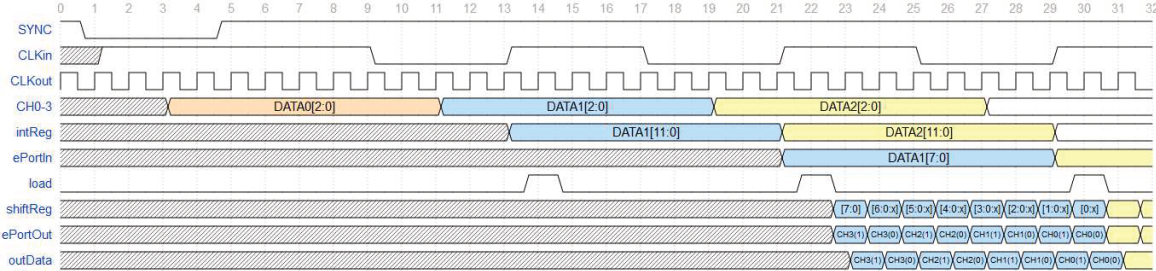 0 1 2 3 4 5 6 7 8 9 10 11 12 13 14 15 16 17 18 19 20 21 22 23 24 25 26 27 28 29 30 31 32
SYNC
CLKin
CLKout
CH0-3 DATA0[2:0] DATA1[2:0] DATA2[2:0]
intReg DATA1[11:0] DATA2[11:0]
ePortIn DATA1[7:0]
load
shiftReg [7:0] [6:0:x] [5:0:x] [4:0:x] [3:0:x] [2:0:x] [1:0:x] [0:x]
ePortOut CH3(1) CH3(0) CH2(1) CH2(0) CH1(1) CH1(0) CH0(1) CH0(0)
outData CH3(1) CH3(0) CH2(1) CH2(0) CH1(1) CH1(0) CH0(1) CH0(0)